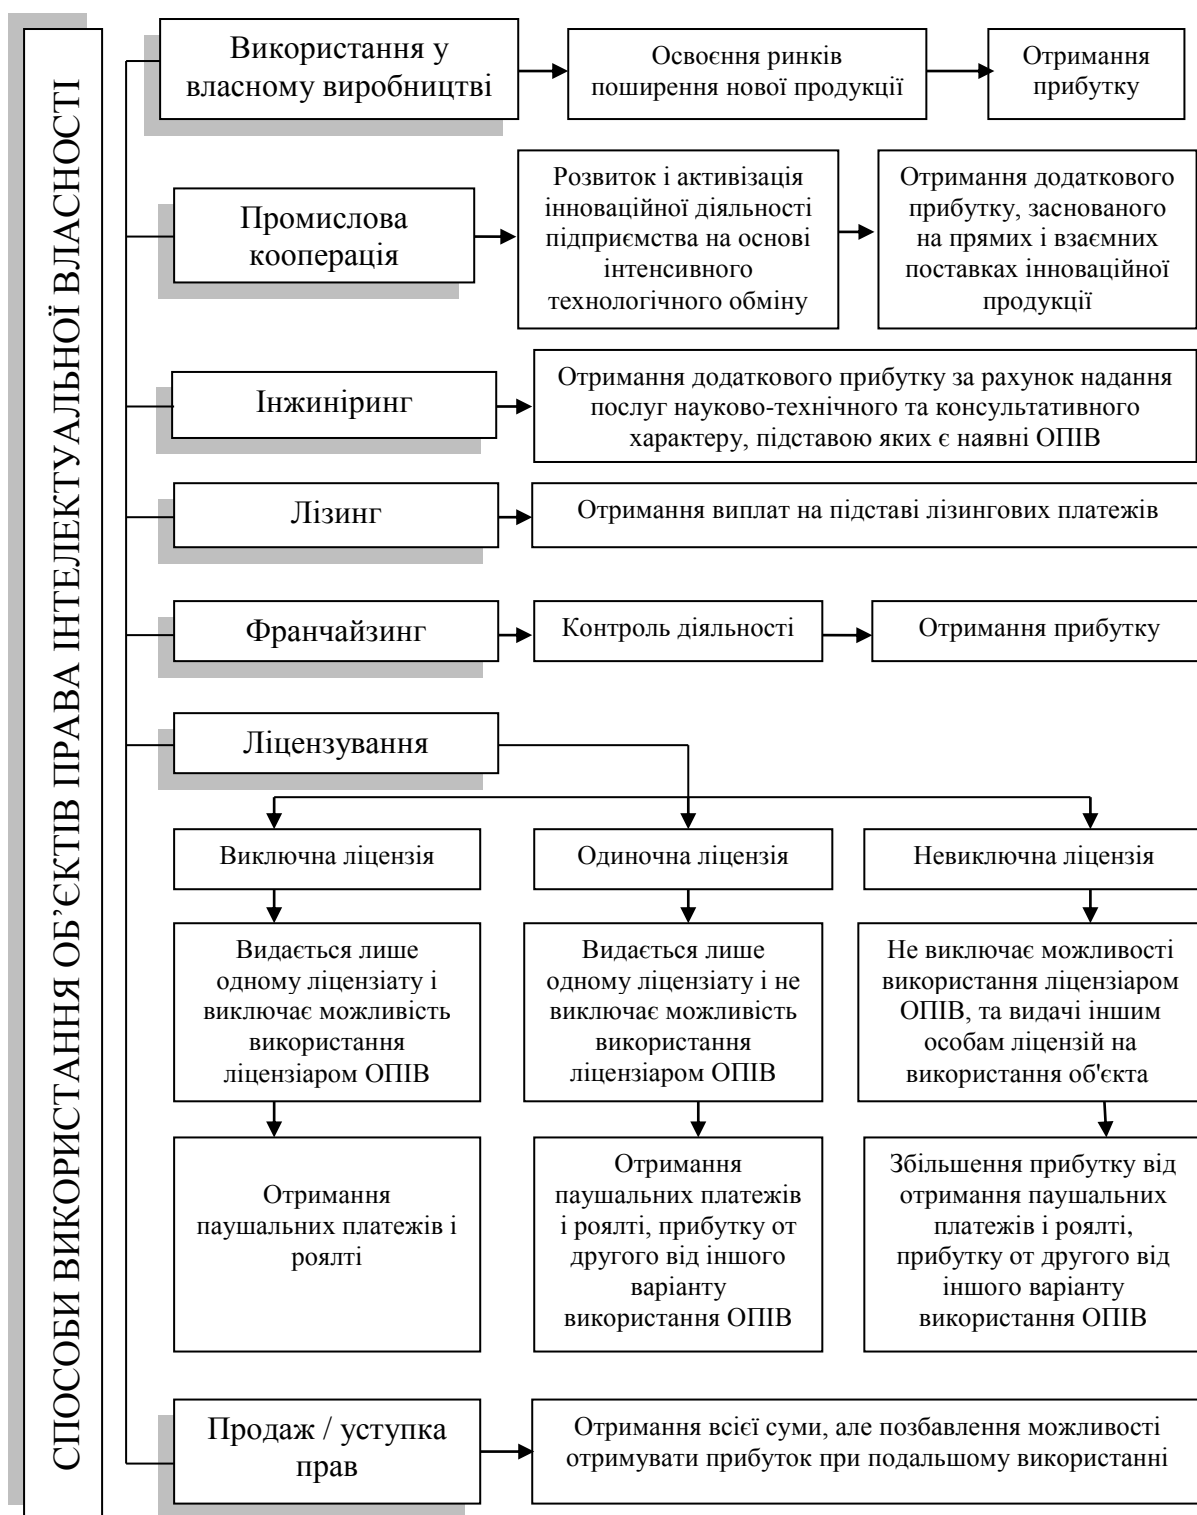 СПОСОБИ ВИКОРИСТАННЯ ОБ’ЄКТІВ ПРАВА ІНТЕЛЕКТУАЛЬНОЇ ВЛАСНОСТІ
Використання у
власному виробництві
Освоєння ринків
поширення нової продукції
Отримання
прибутку
Промислова
кооперація
Розвиток і активізація
інноваційної діяльності
підприємства на основі
інтенсивного
технологічного обміну
Отримання додаткового
прибутку, заснованого
на прямих і взаємних
поставках інноваційної
продукції
Інжиніринг
Отримання додаткового прибутку за рахунок надання
послуг науково-технічного та консультативного
характеру, підставою яких є наявні ОПІВ
Лізинг
Отримання виплат на підставі лізингових платежів
Франчайзинг
Контроль діяльності
Отримання прибутку
Ліцензування
Виключна ліцензія
Одиночна ліцензія
Невиключна ліцензія
Видається лише
одному ліцензіату і
виключає можливість
використання
ліцензіаром ОПІВ
Видається лише
одному ліцензіату і не
виключає можливість
використання
ліцензіаром ОПІВ
Не виключає можливості
використання ліцензіаром
ОПІВ, та видачі іншим
особам ліцензій на
використання об'єкта
Отримання
паушальних платежів і
роялті
Отримання
паушальних платежів
і роялті, прибутку от
другого від іншого
варіанту
використання ОПІВ
Збільшення прибутку від
отримання паушальних
платежів і роялті,
прибутку от другого від
іншого варіанту
використання ОПІВ
Продаж / уступка
прав
Отримання всієї суми, але позбавлення можливості
отримувати прибуток при подальшому використанні